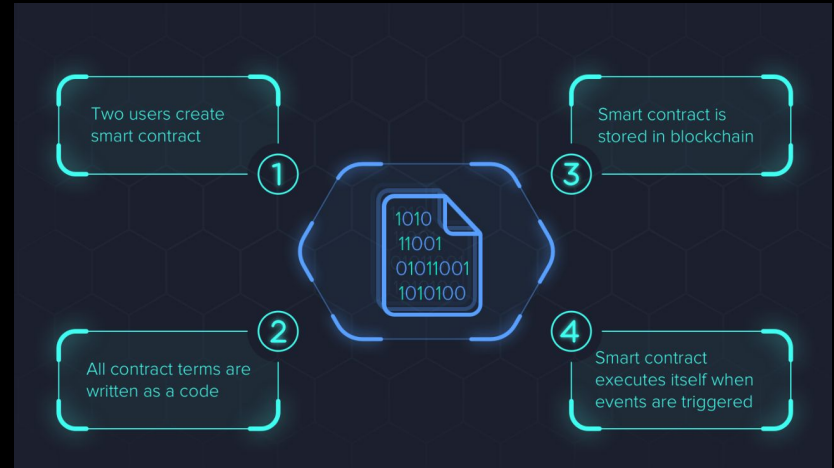 Two users create
smart contract
1
All contract terms are
written as a code
2
Smart contract is
stored in blockchain
3
Smart contract
executes itself when
events are triggered
4
1010
11001
01011001
1010100